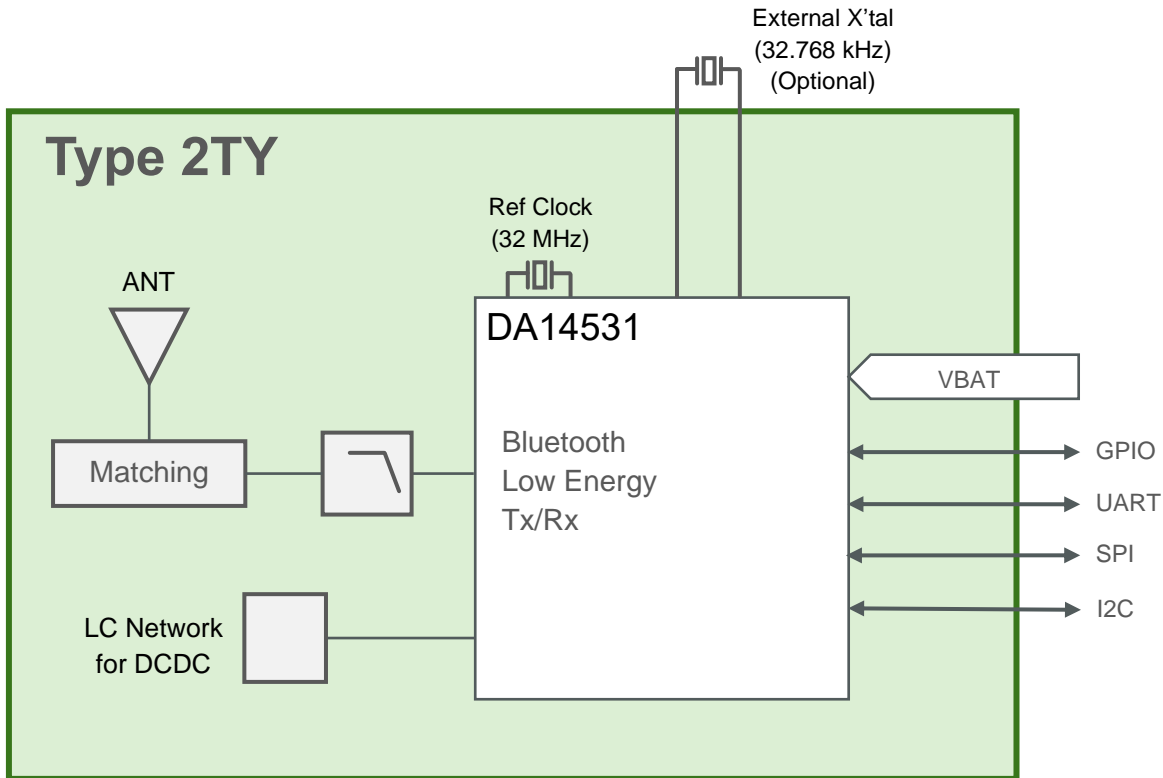 External X'tal
(32.768 kHz)
(Optional)
Type 2TY
Ref Clock
(32 MHz)
ANT
DA14531
VBAT
Bluetooth
Low Energy
Tx/Rx
Matching
GPIO
UART
SPI
I2C
LC Network
for DCDC